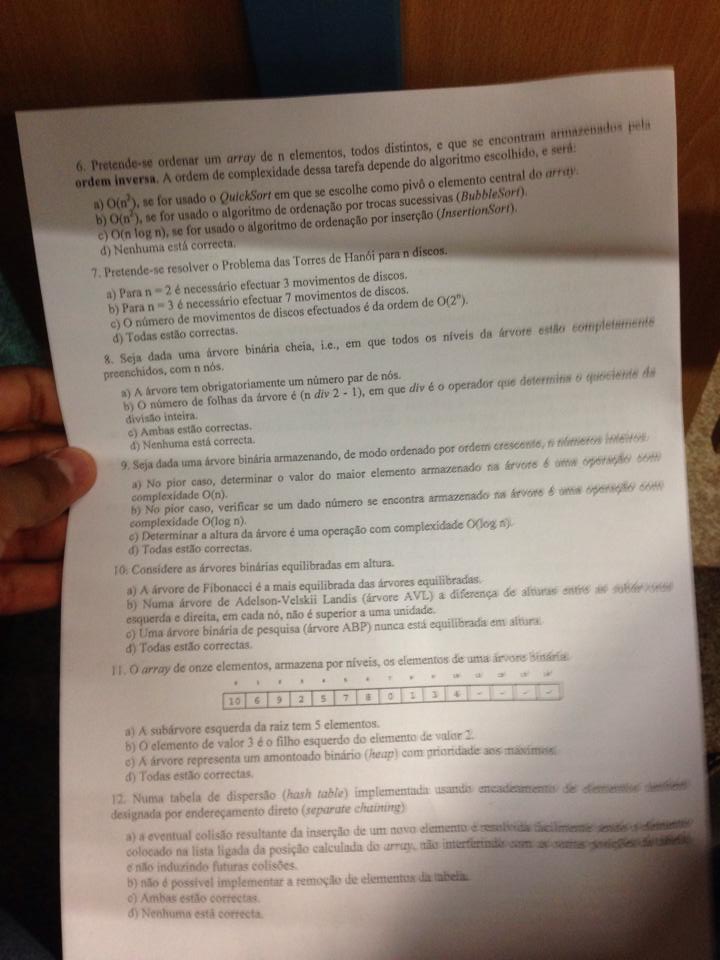 6. Pretende-se ordenar um array de n elementos, todos distintos, e que se encontram armazenados pela
ordem inversa. A ordem de complexidade dessa tarefa depende do algoritmo escolhido, e será:
a) O(n²), se for usado o QuickSort em que se escolhe como pivô o elemento central do array.
b) O(n²), se for usado o algoritmo de ordenação por trocas sucessivas (BubbleSort).
c) O(n log n), se for usado o algoritmo de ordenação por inserção (InsertionSort).
d) Nenhuma está correcta.
7. Pretende-se resolver o Problema das Torres de Hanói para n discos.
a) Para n = 2 é necessário efectuar 3 movimentos de discos.
b) Para n = 3 é necessário efectuar 7 movimentos de discos.
c) O número de movimentos de discos efectuados é da ordem de O(2ⁿ).
d) Todas estão correctas.
8. Seja dada uma árvore binária cheia, i.e., em que todos os níveis da árvore estão completamente
preenchidos, com n nós.
a) A árvore tem obrigatoriamente um número par de nós.
b) O número de folhas da árvore é (n div 2 - 1), em que div é o operador que determina o quociente da
divisão inteira.
c) Ambas estão correctas.
d) Nenhuma está correcta.
9. Seja dada uma árvore binária armazenando, de modo ordenado por ordem crescente, n números inteiros.
a) No pior caso, determinar o valor do maior elemento armazenado na árvore é uma operação com
complexidade O(n).
b) No pior caso, verificar se um dado número se encontra armazenado na árvore é uma operação com
complexidade O(log n).
c) Determinar a altura da árvore é uma operação com complexidade O(log n).
d) Todas estão correctas.
10. Considere as árvores binárias equilibradas em altura.
a) A árvore de Fibonacci é a mais equilibrada das árvores equilibradas.
b) Numa árvore de Adelson-Velskii Landis (árvore AVL) a diferença de alturas entre as subárvores
esquerda e direita, em cada nó, não é superior a uma unidade.
c) Uma árvore binária de pesquisa (árvore ABP) nunca está equilibrada em altura.
d) Todas estão correctas.
11. O array de onze elementos, armazena por níveis, os elementos de uma árvore binária.
10 6 9 2 5 7 8 0 1 3 4 - - - -
a) A subárvore esquerda da raiz tem 5 elementos.
b) O elemento de valor 3 é o filho esquerdo do elemento de valor 2.
c) A árvore representa um amontoado binário (heap) com prioridade aos máximos.
d) Todas estão correctas.
12. Numa tabela de dispersão (hash table) implementada usando encadeamento de elementos
designada por endereçamento direto (separate chaining)
a) a eventual colisão resultante da inserção de um novo elemento é resolvida facilmente
colocado na lista ligada da posição calculada do array, não interferindo com as
e não induzindo futuras colisões.
b) não é possível implementar a remoção de elementos da tabela.
c) Ambas estão correctas.
d) Nenhuma está correcta.